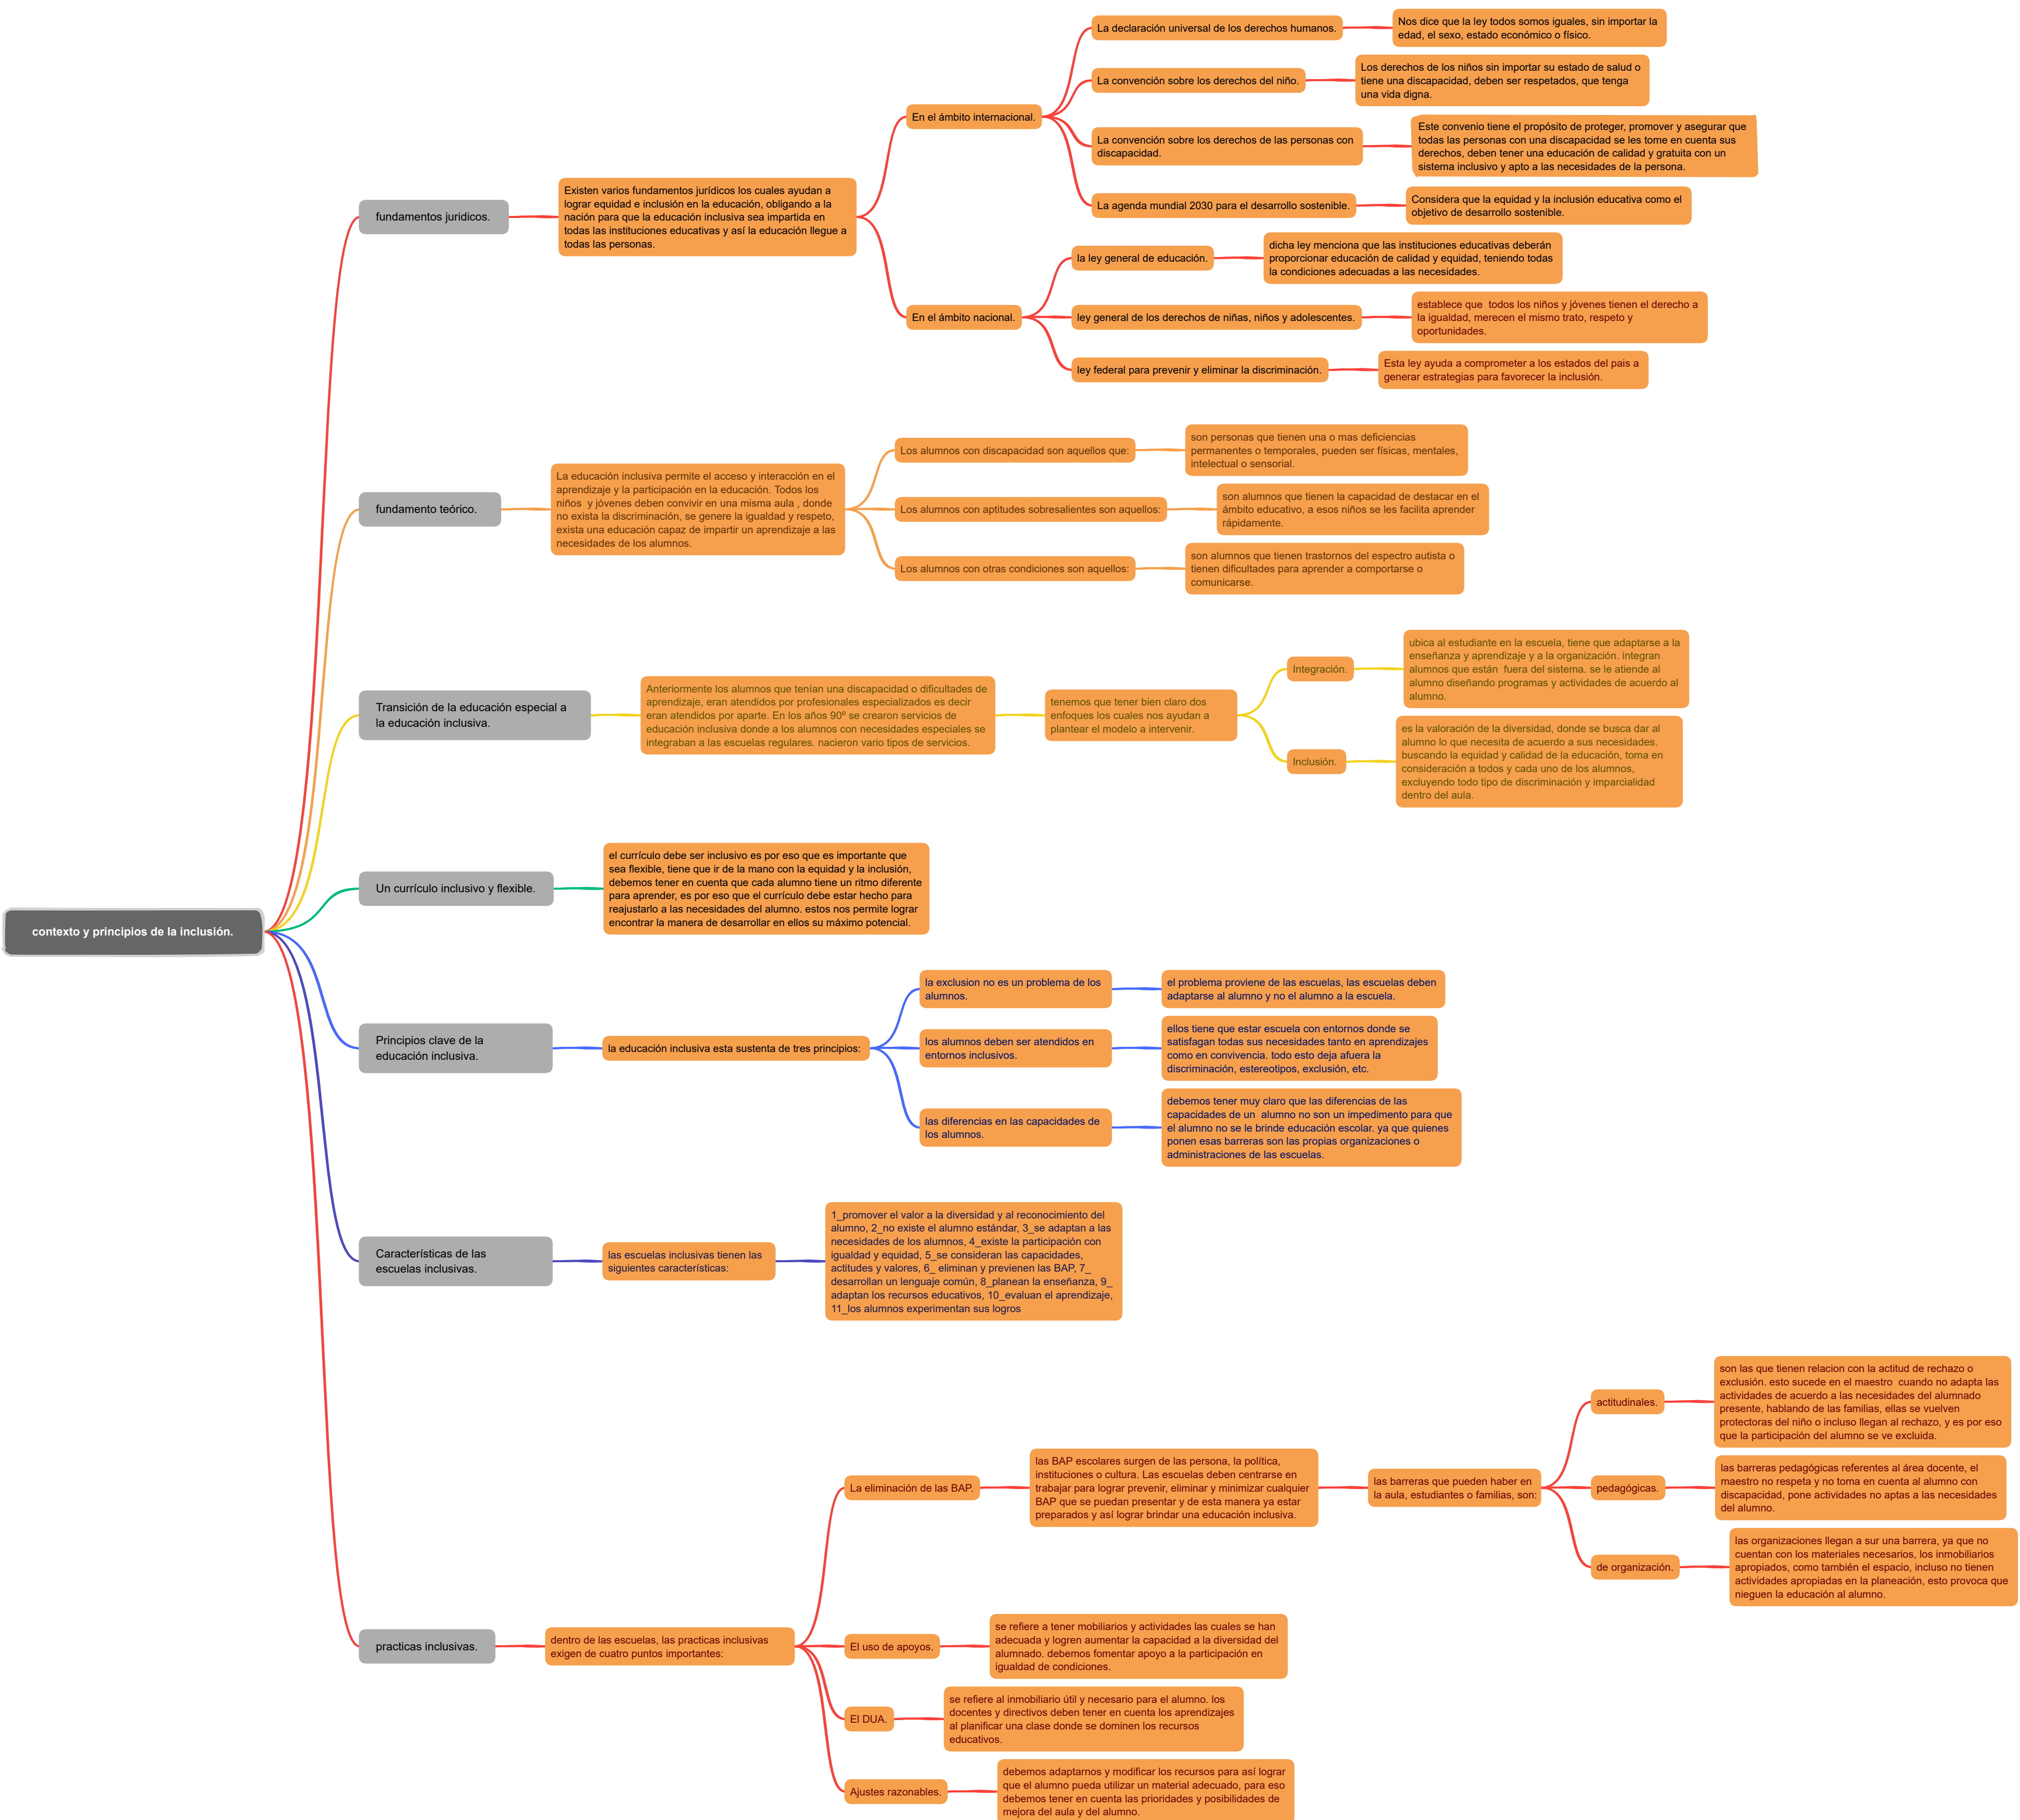 contexto y principios de la inclusión.
fundamentos juridicos.
Existen varios fundamentos jurídicos los cuales ayudan a
lograr equidad e inclusión en la educación, obligando a la
nación para que la educación inclusiva sea impartida en
todas las instituciones educativas y así la educación llegue a
todas las personas.
En el ámbito internacional.
La declaración universal de los derechos humanos.
Nos dice que la ley todos somos iguales, sin importar la
edad, el sexo, estado económico o físico.
La convención sobre los derechos del niño.
Los derechos de los niños sin importar su estado de salud o
tiene una discapacidad, deben ser respetados, que tenga
una vida digna.
La convención sobre los derechos de las personas con
discapacidad.
Este convenio tiene el propósito de proteger, promover y asegurar que
todas las personas con una discapacidad se les tome en cuenta sus
derechos, deben tener una educación de calidad y gratuita con un
sistema inclusivo y apto a las necesidades de la persona.
La agenda mundial 2030 para el desarrollo sostenible.
Considera que la equidad y la inclusión educativa como el
objetivo de desarrollo sostenible.
En el ámbito nacional.
la ley general de educación.
dicha ley menciona que las instituciones educativas deberán
proporcionar educación de calidad y equidad, teniendo todas
la condiciones adecuadas a las necesidades.
ley general de los derechos de niñas, niños y adolescentes.
establece que  todos los niños y jóvenes tienen el derecho a
la igualdad, merecen el mismo trato, respeto y
oportunidades.
ley federal para prevenir y eliminar la discriminación.
Esta ley ayuda a comprometer a los estados del pais a
generar estrategias para favorecer la inclusión.
fundamento teórico.
La educación inclusiva permite el acceso y interacción en el
aprendizaje y la participación en la educación. Todos los
niños  y jóvenes deben convivir en una misma aula , donde
no exista la discriminación, se genere la igualdad y respeto,
exista una educación capaz de impartir un aprendizaje a las
necesidades de los alumnos.
Los alumnos con discapacidad son aquellos que:
son personas que tienen una o mas deficiencias
permanentes o temporales, pueden ser físicas, mentales,
intelectual o sensorial.
Los alumnos con aptitudes sobresalientes son aquellos:
son alumnos que tienen la capacidad de destacar en el
ámbito educativo, a esos niños se les facilita aprender
rápidamente.
Los alumnos con otras condiciones son aquellos:
son alumnos que tienen trastornos del espectro autista o
tienen dificultades para aprender a comportarse o
comunicarse.
Transición de la educación especial a
la educación inclusiva.
Anteriormente los alumnos que tenían una discapacidad o dificultades de
aprendizaje, eran atendidos por profesionales especializados es decir
eran atendidos por aparte. En los años 90º se crearon servicios de
educación inclusiva donde a los alumnos con necesidades especiales se
integraban a las escuelas regulares. nacieron vario tipos de servicios.
tenemos que tener bien claro dos
enfoques los cuales nos ayudan a
plantear el modelo a intervenir.
Integración.
ubica al estudiante en la escuela, tiene que adaptarse a la
enseñanza y aprendizaje y a la organización. integran
alumnos que están  fuera del sistema. se le atiende al
alumno diseñando programas y actividades de acuerdo al
alumno.
Inclusión.
es la valoración de la diversidad, donde se busca dar al
alumno lo que necesita de acuerdo a sus necesidades.
buscando la equidad y calidad de la educación, toma en
consideración a todos y cada uno de los alumnos,
excluyendo todo tipo de discriminación y imparcialidad
dentro del aula.
Un currículo inclusivo y flexible.
el currículo debe ser inclusivo es por eso que es importante que
sea flexible, tiene que ir de la mano con la equidad y la inclusión,
debemos tener en cuenta que cada alumno tiene un ritmo diferente
para aprender, es por eso que el currículo debe estar hecho para
reajustarlo a las necesidades del alumno. estos nos permite lograr
encontrar la manera de desarrollar en ellos su máximo potencial.
Principios clave de la
educación inclusiva.
la educación inclusiva esta sustenta de tres principios:
la exclusion no es un problema de los
alumnos.
el problema proviene de las escuelas, las escuelas deben
adaptarse al alumno y no el alumno a la escuela.
los alumnos deben ser atendidos en
entornos inclusivos.
ellos tiene que estar escuela con entornos donde se
satisfagan todas sus necesidades tanto en aprendizajes
como en convivencia. todo esto deja afuera la
discriminación, estereotipos, exclusión, etc.
las diferencias en las capacidades de
los alumnos.
debemos tener muy claro que las diferencias de las
capacidades de un  alumno no son un impedimento para que
el alumno no se le brinde educación escolar. ya que quienes
ponen esas barreras son las propias organizaciones o
administraciones de las escuelas.
Características de las
escuelas inclusivas.
las escuelas inclusivas tienen las
siguientes características:
1_promover el valor a la diversidad y al reconocimiento del
alumno, 2_no existe el alumno estándar, 3_se adaptan a las
necesidades de los alumnos, 4_existe la participación con
igualdad y equidad, 5_se consideran las capacidades,
actitudes y valores, 6_ eliminan y previenen las BAP, 7_
desarrollan un lenguaje común, 8_planean la enseñanza, 9_
adaptan los recursos educativos, 10_evaluan el aprendizaje,
11_los alumnos experimentan sus logros
practicas inclusivas.
dentro de las escuelas, las practicas inclusivas
exigen de cuatro puntos importantes:
La eliminación de las BAP.
las BAP escolares surgen de las persona, la política,
instituciones o cultura. Las escuelas deben centrarse en
trabajar para lograr prevenir, eliminar y minimizar cualquier
BAP que se puedan presentar y de esta manera ya estar
preparados y así lograr brindar una educación inclusiva.
las barreras que pueden haber en
la aula, estudiantes o familias, son:
actitudinales.
son las que tienen relacion con la actitud de rechazo o
exclusión. esto sucede en el maestro  cuando no adapta las
actividades de acuerdo a las necesidades del alumnado
presente, hablando de las familias, ellas se vuelven
protectoras del niño o incluso llegan al rechazo, y es por eso
que la participación del alumno se ve excluida.
pedagógicas.
las barreras pedagógicas referentes al área docente, el
maestro no respeta y no toma en cuenta al alumno con
discapacidad, pone actividades no aptas a las necesidades
del alumno.
de organización.
las organizaciones llegan a sur una barrera, ya que no
cuentan con los materiales necesarios, los inmobiliarios
apropiados, como también el espacio, incluso no tienen
actividades apropiadas en la planeación, esto provoca que
nieguen la educación al alumno.
El uso de apoyos.
se refiere a tener mobiliarios y actividades las cuales se han
adecuada y logren aumentar la capacidad a la diversidad del
alumnado. debemos fomentar apoyo a la participación en
igualdad de condiciones.
El DUA.
se refiere al inmobiliario útil y necesario para el alumno. los
docentes y directivos deben tener en cuenta los aprendizajes
al planificar una clase donde se dominen los recursos
educativos.
Ajustes razonables.
debemos adaptarnos y modificar los recursos para así lograr
que el alumno pueda utilizar un material adecuado, para eso
debemos tener en cuenta las prioridades y posibilidades de
mejora del aula y del alumno.